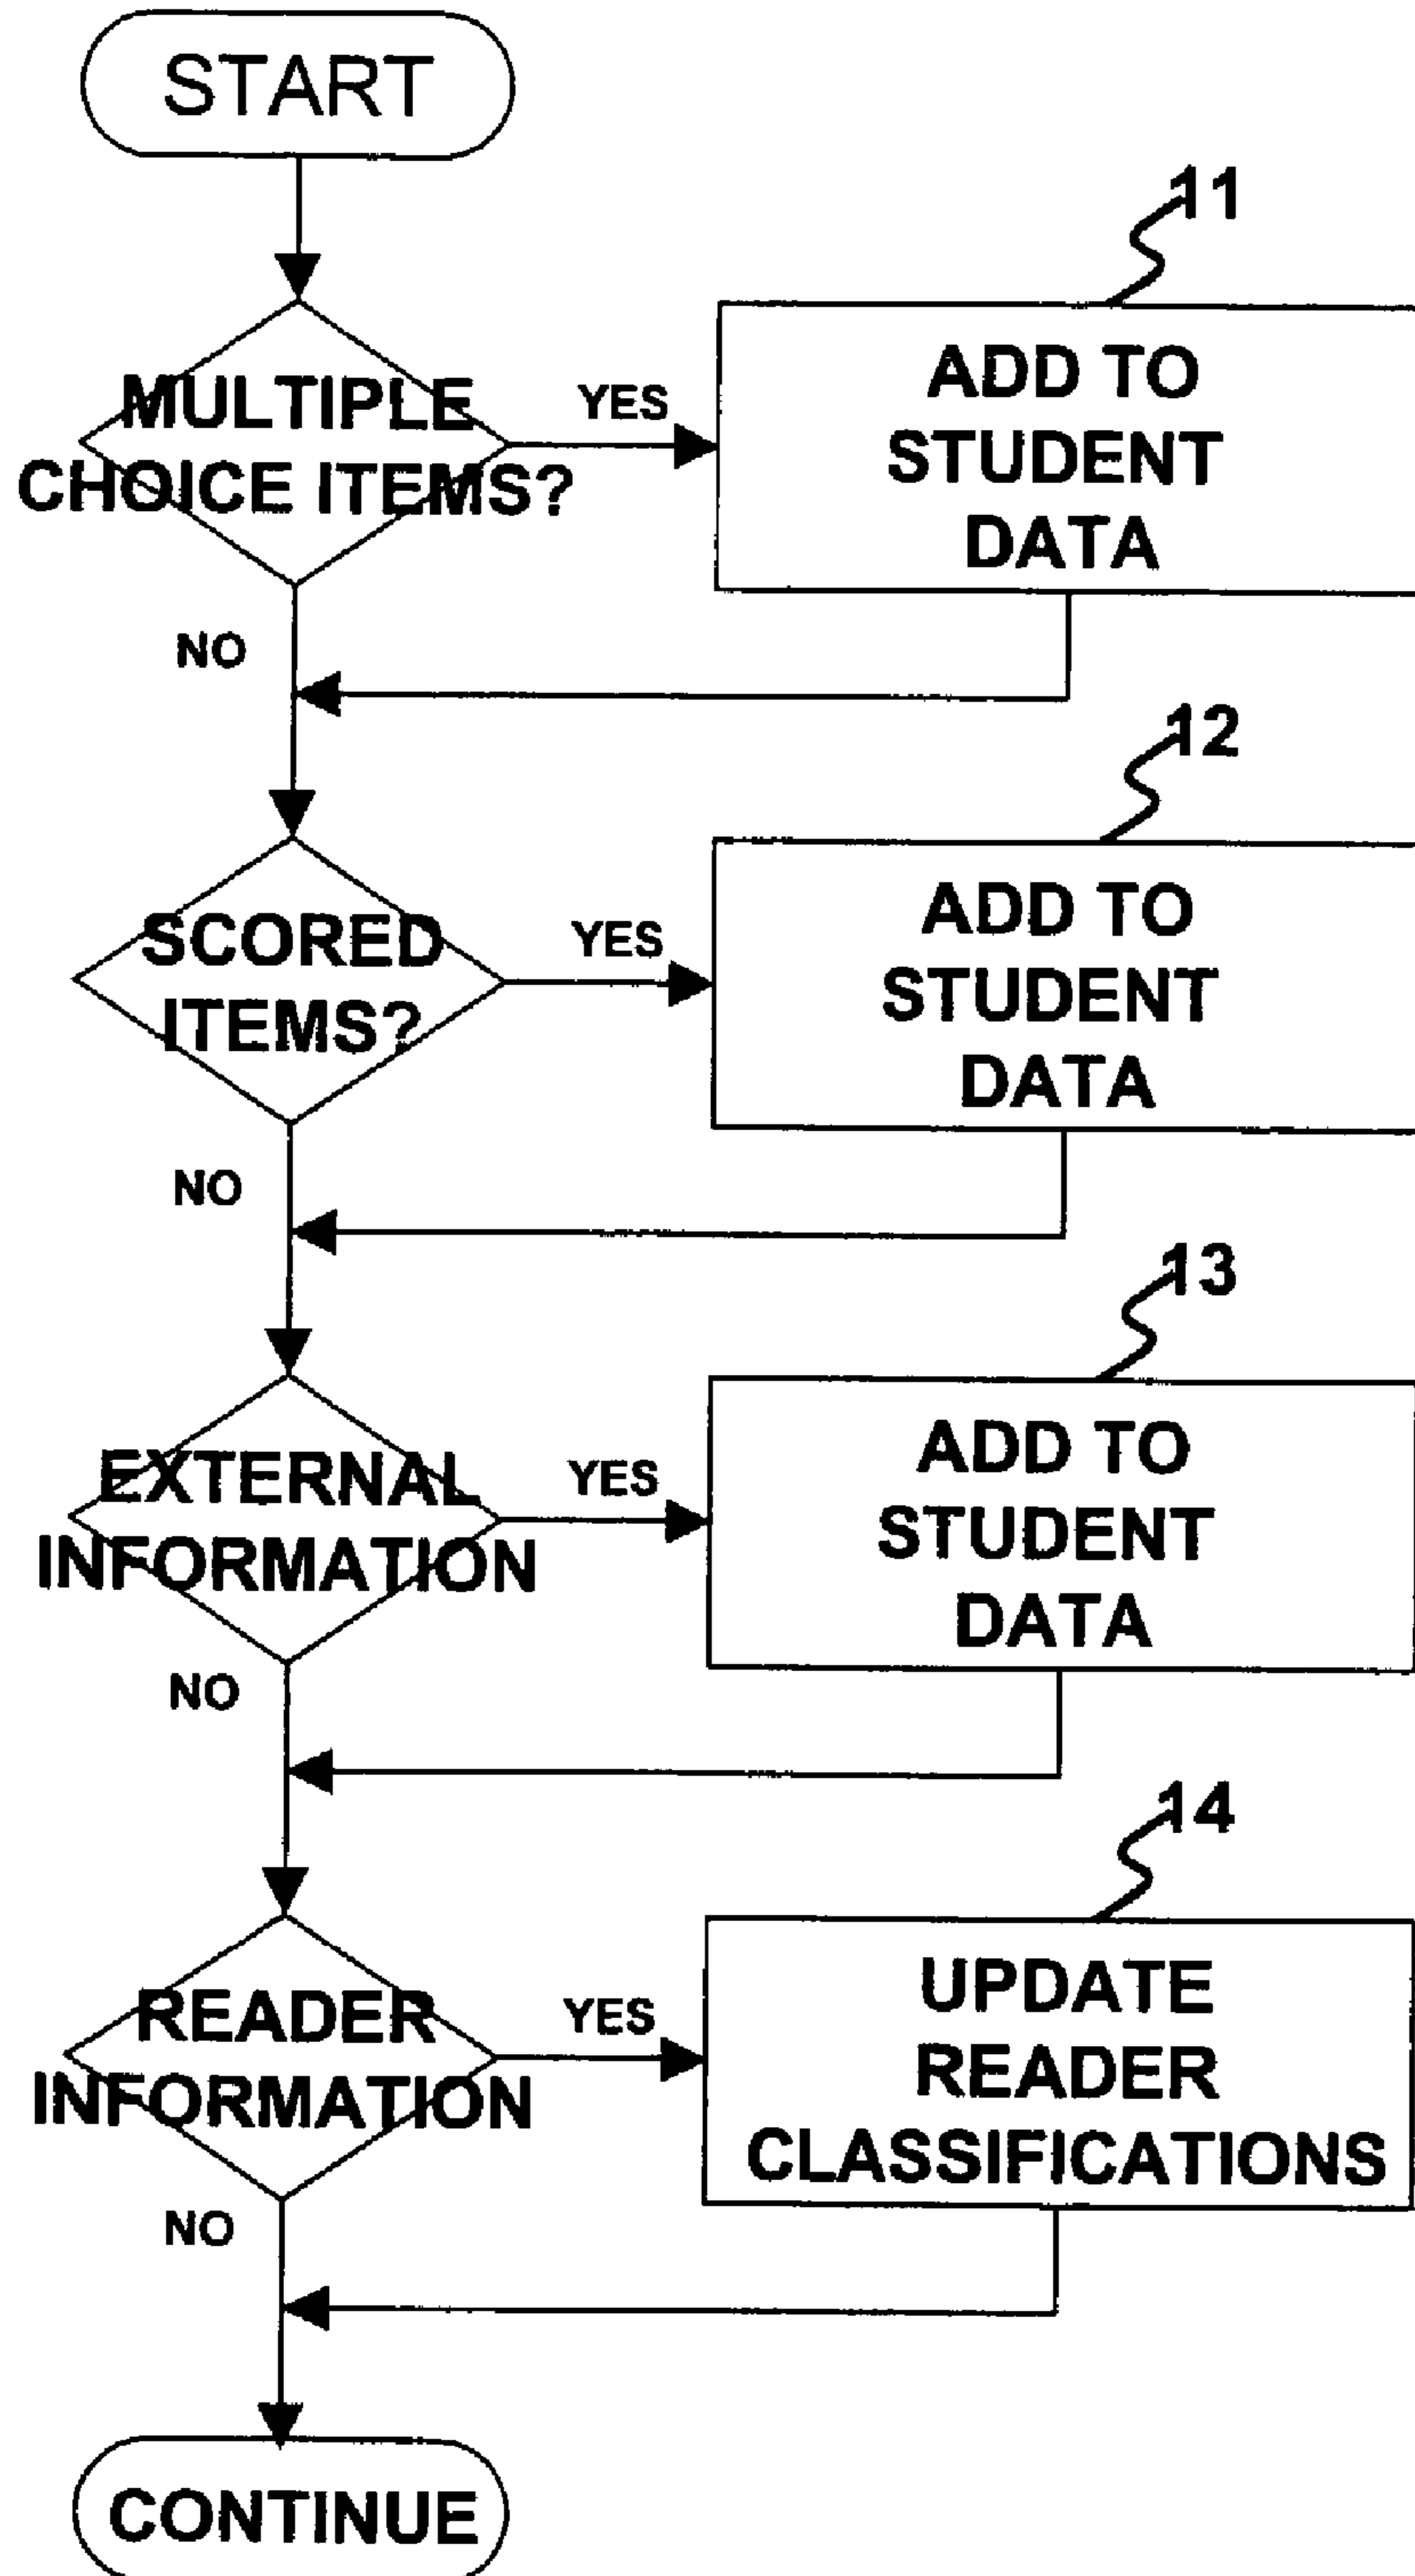 START
11
MULTIPLE
CHOICE ITEMS?
YES
ADD TO
STUDENT
DATA
NO
12
SCORED
ITEMS?
YES
ADD TO
STUDENT
DATA
NO
13
EXTERNAL
INFORMATION
YES
ADD TO
STUDENT
DATA
NO
14
READER
INFORMATION
YES
UPDATE
READER
CLASSIFICATIONS
NO
CONTINUE